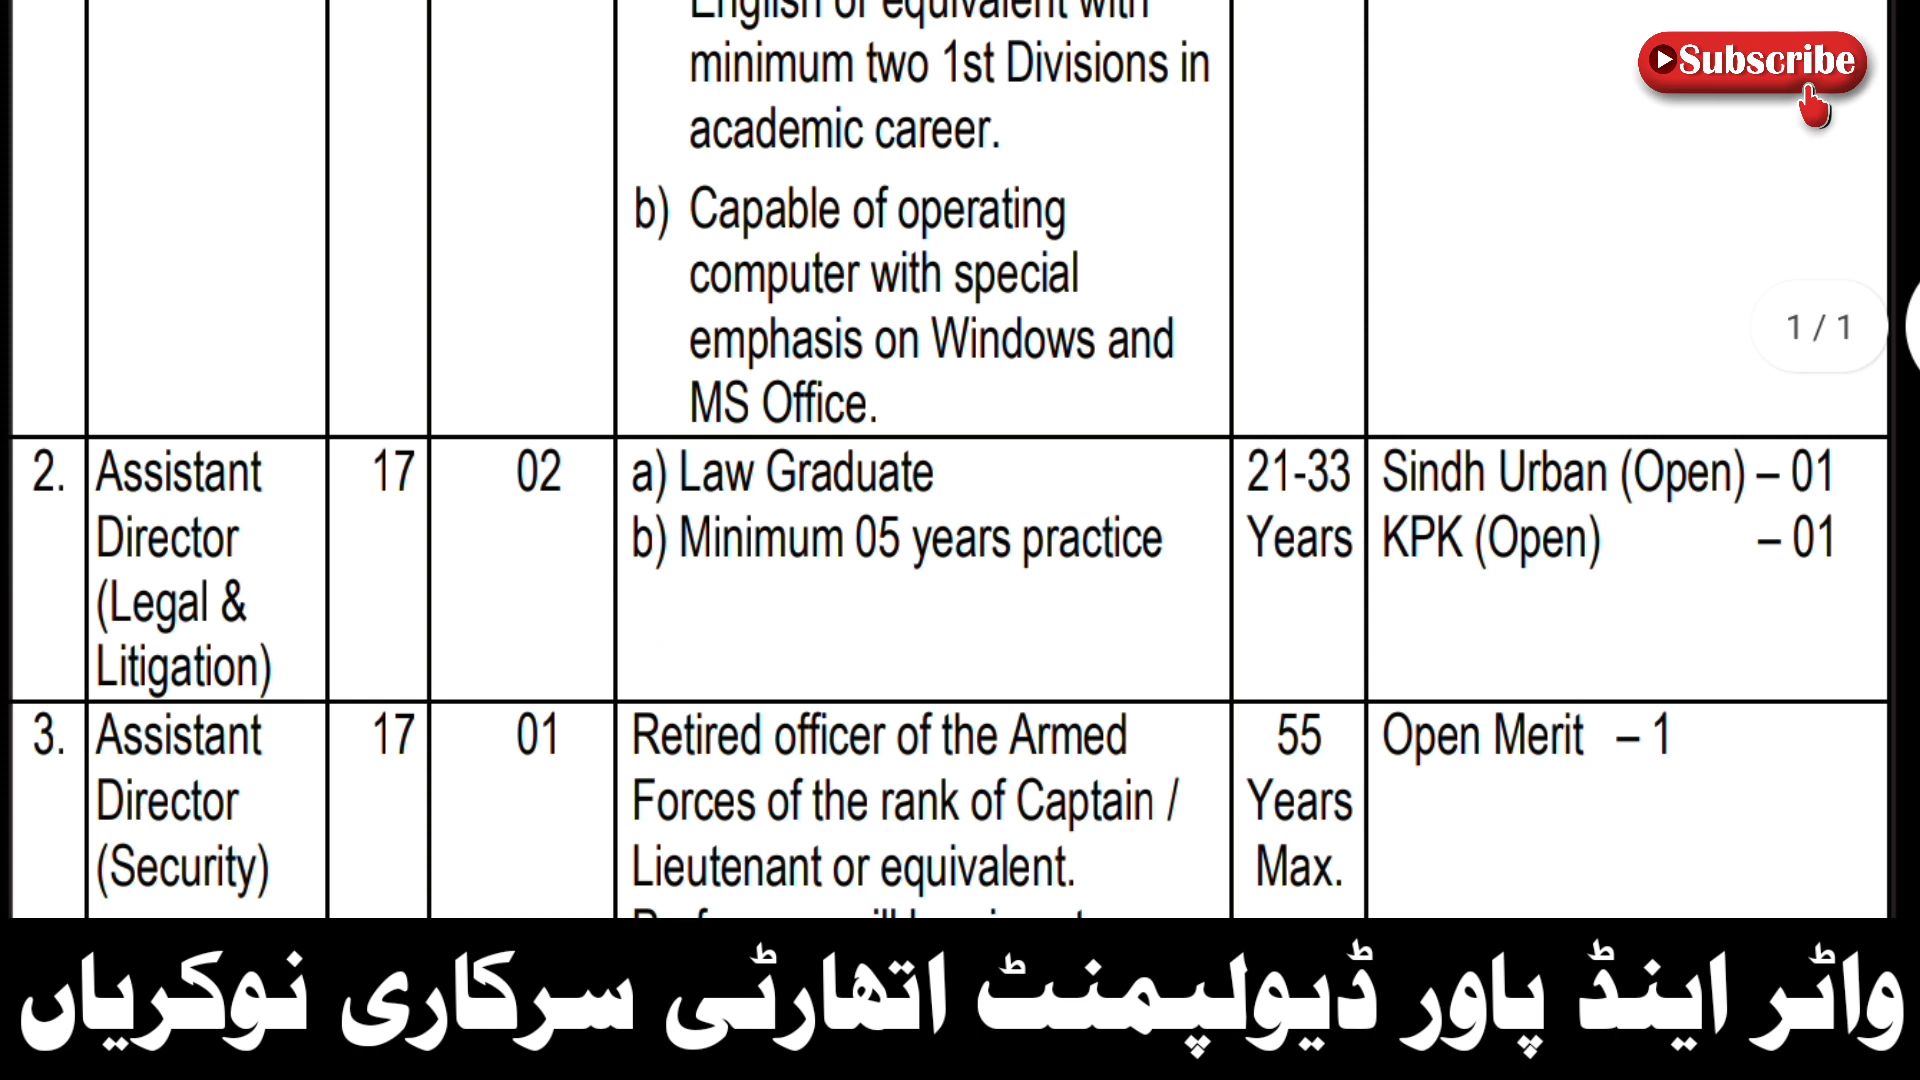 English or equivalent with
minimum two 1st Divisions in
academic career.
b) Capable of operating
computer with special
emphasis on Windows and
MS Office.
Subscribe
1 / 1
2. Assistant 17 02 a) Law Graduate 21-33 Sindh Urban (Open) – 01
Director b) Minimum 05 years practice Years KPK (Open) – 01
(Legal &
Litigation)
3. Assistant 17 01 Retired officer of the Armed 55 Open Merit – 1
Director Forces of the rank of Captain / Years
(Security) Lieutenant or equivalent. Max.
واٹر اینڈ پاور ڈیولپمنٹ اتھارٹی سرکاری نوکریاں